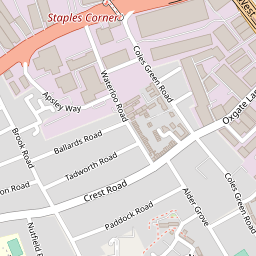 Staples Corner
West
Coles Green Road
Waterloo Road
Apsley Way
Oxgate La
Ballards Road
Brook Road
Tadworth Road
on Road
Crest Road
Coles Green
Paddock Road
Alder Grove
Nutfield R